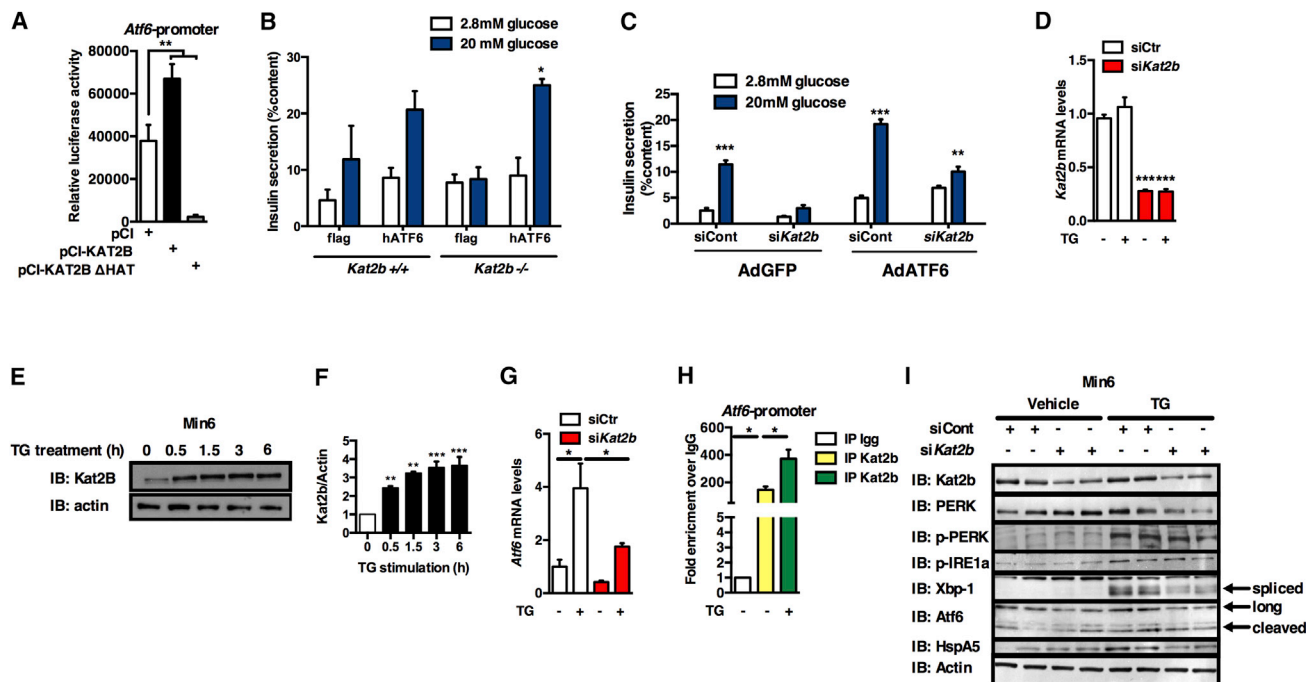 A
Atf6-promoter
**
Relative luciferase activity
80000
60000
40000
20000
0
pCI +
pCI-KAT2B +
pCI-KAT2B ΔHAT +
B
2.8mM glucose
20 mM glucose
Insulin secretion (%content)
30
20
10
0
*
flag hATF6 flag hATF6
Kat2b +/+ Kat2b -/-
C
2.8mM glucose
20mM glucose
Insulin secretion
(%content)
25
20
15
10
5
0
*** *** **
siCont siKat2b siCont siKat2b
AdGFP AdATF6
D
siCtr
siKat2b
Kat2b mRNA levels
1.5
1.0
0.5
0.0
*** ***
TG - + - +
E
Min6
TG treatment (h) 0 0.5 1.5 3 6
IB: Kat2B
IB: actin
F
Kat2b/Actin
5
4
3
2
1
0
** ** *** ***
0 0.5 1.5 3 6
TG stimulation (h)
G
siCtr
siKat2b
Atf6 mRNA levels
6
4
2
0
* *
TG - + - +
H
Atf6-promoter
* *
IP Igg
IP Kat2b
IP Kat2b
Fold enrichment over IgG
600
400
200
5
4
3
2
1
0
TG - - +
I
Min6
Vehicle TG
siCont + + - - + + - -
siKat2b - - + + - - + +
IB: Kat2b
IB: PERK
IB: p-PERK
IB: p-IRE1a
IB: Xbp-1
spliced
long
IB: Atf6
cleaved
IB: HspA5
IB: Actin